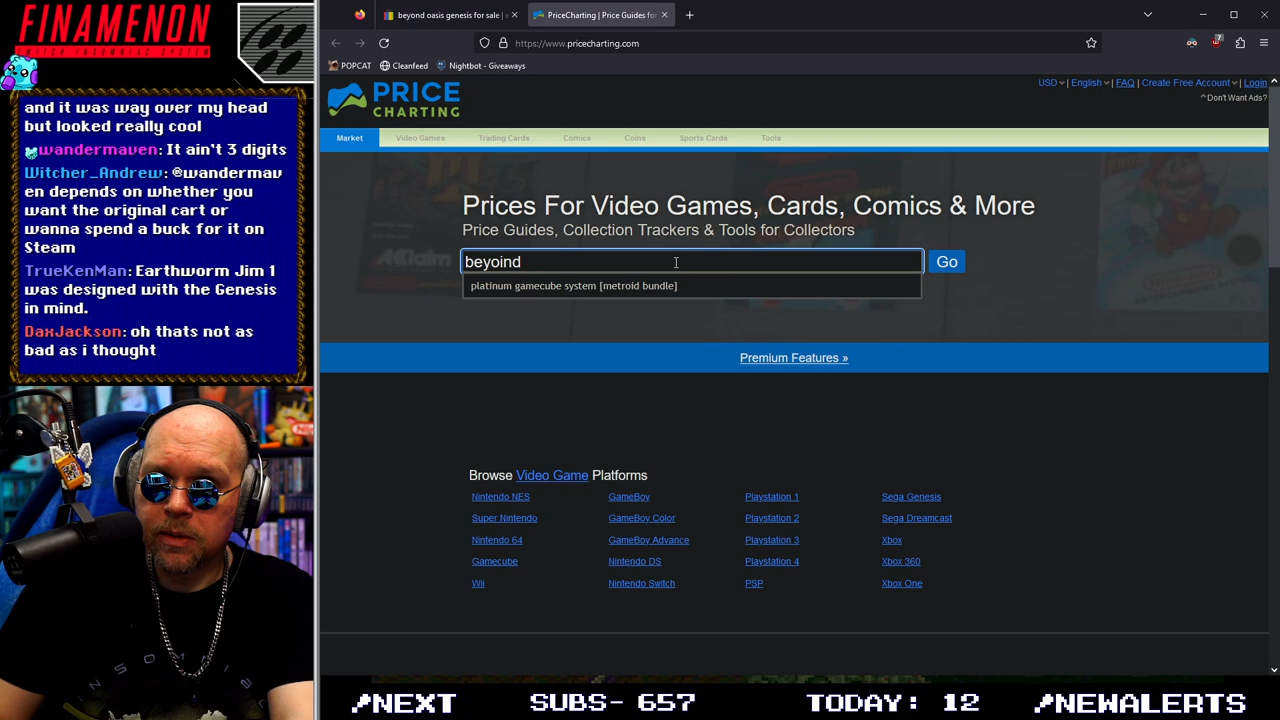 FINAMENON
TWITCH INSOMNIAC SYSTEM
and it was way over my head
but looked really cool
wandermaven: It ain't 3 digits
Witcher_Andrew: @wandermav
en depends on whether you
want the original cart or
wanna spend a buck for it on
Steam
TrueKenMan: Earthworm Jim 1
was designed with the Genesis
in mind.
DaxJackson: oh thats not as
bad as i thought
PriceCharting | Price Guides
pricecharting.com
7
POPCAT Cleanfeed Nightbot - Giveaways
PRICE
CHARTING
USD | English | FAQ | Create Free Account | Login
^ Don't Want Ads?
Market Video Games Trading Cards Comics Coins Sports Cards Tools
Prices For Video Games, Cards, Comics & More
Price Guides, Collection Trackers & Tools for Collectors
beyoind Go
platinum gamecube system [metroid bundle]
Premium Features »
Browse Video Game Platforms
Nintendo NES GameBoy Playstation 1 Sega Genesis
Super Nintendo GameBoy Color Playstation 2 Sega Dreamcast
Nintendo 64 GameBoy Advance Playstation 3 Xbox
Gamecube Nintendo DS Playstation 4 Xbox 360
Wii Nintendo Switch PSP Xbox One
/NEXT SUBS- 657 TODAY: 12 /NEWALERTS